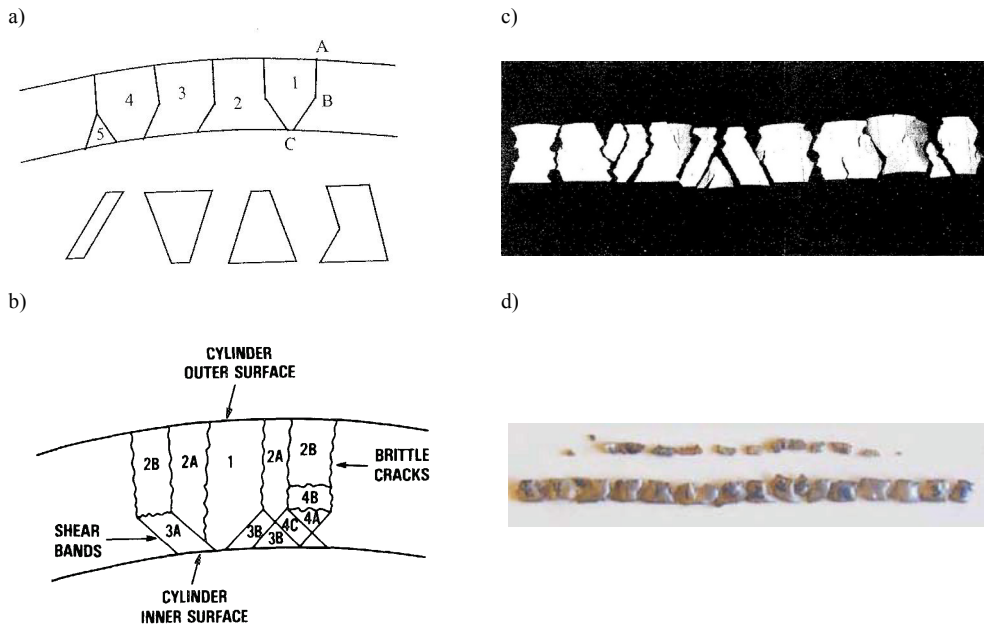 a)
A
1
4
3
2
B
5
C
b)
CYLINDER
OUTER SURFACE
2B
2A
1
2A
2B
BRITTLE
CRACKS
4B
4A
4C
3A
3B
3B
SHEAR
BANDS
CYLINDER
INNER SURFACE
c)
d)